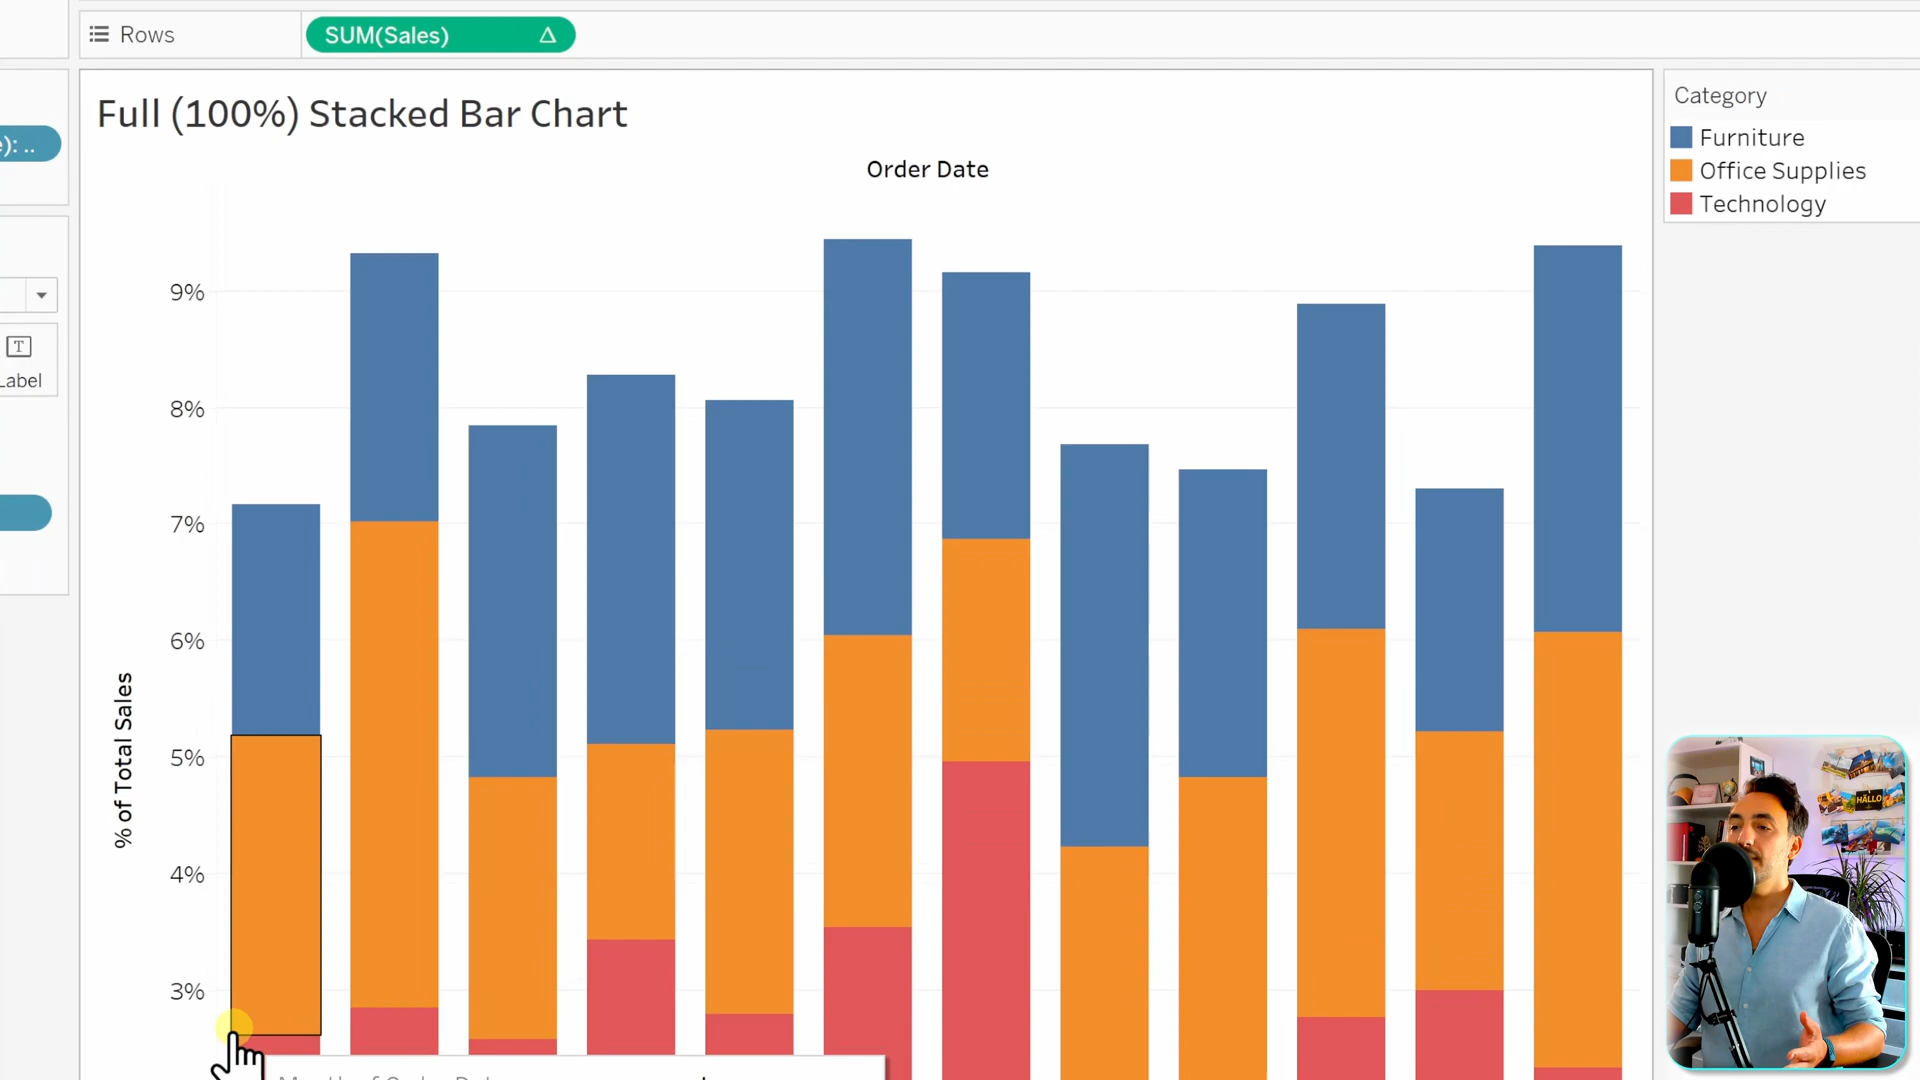 Rows
SUM(Sales) Δ
Full (100%) Stacked Bar Chart
Order Date
Category
Furniture
Office Supplies
Technology
e): ..
T
Label
9%
8%
7%
6%
5%
4%
3%
% of Total Sales
HALLO